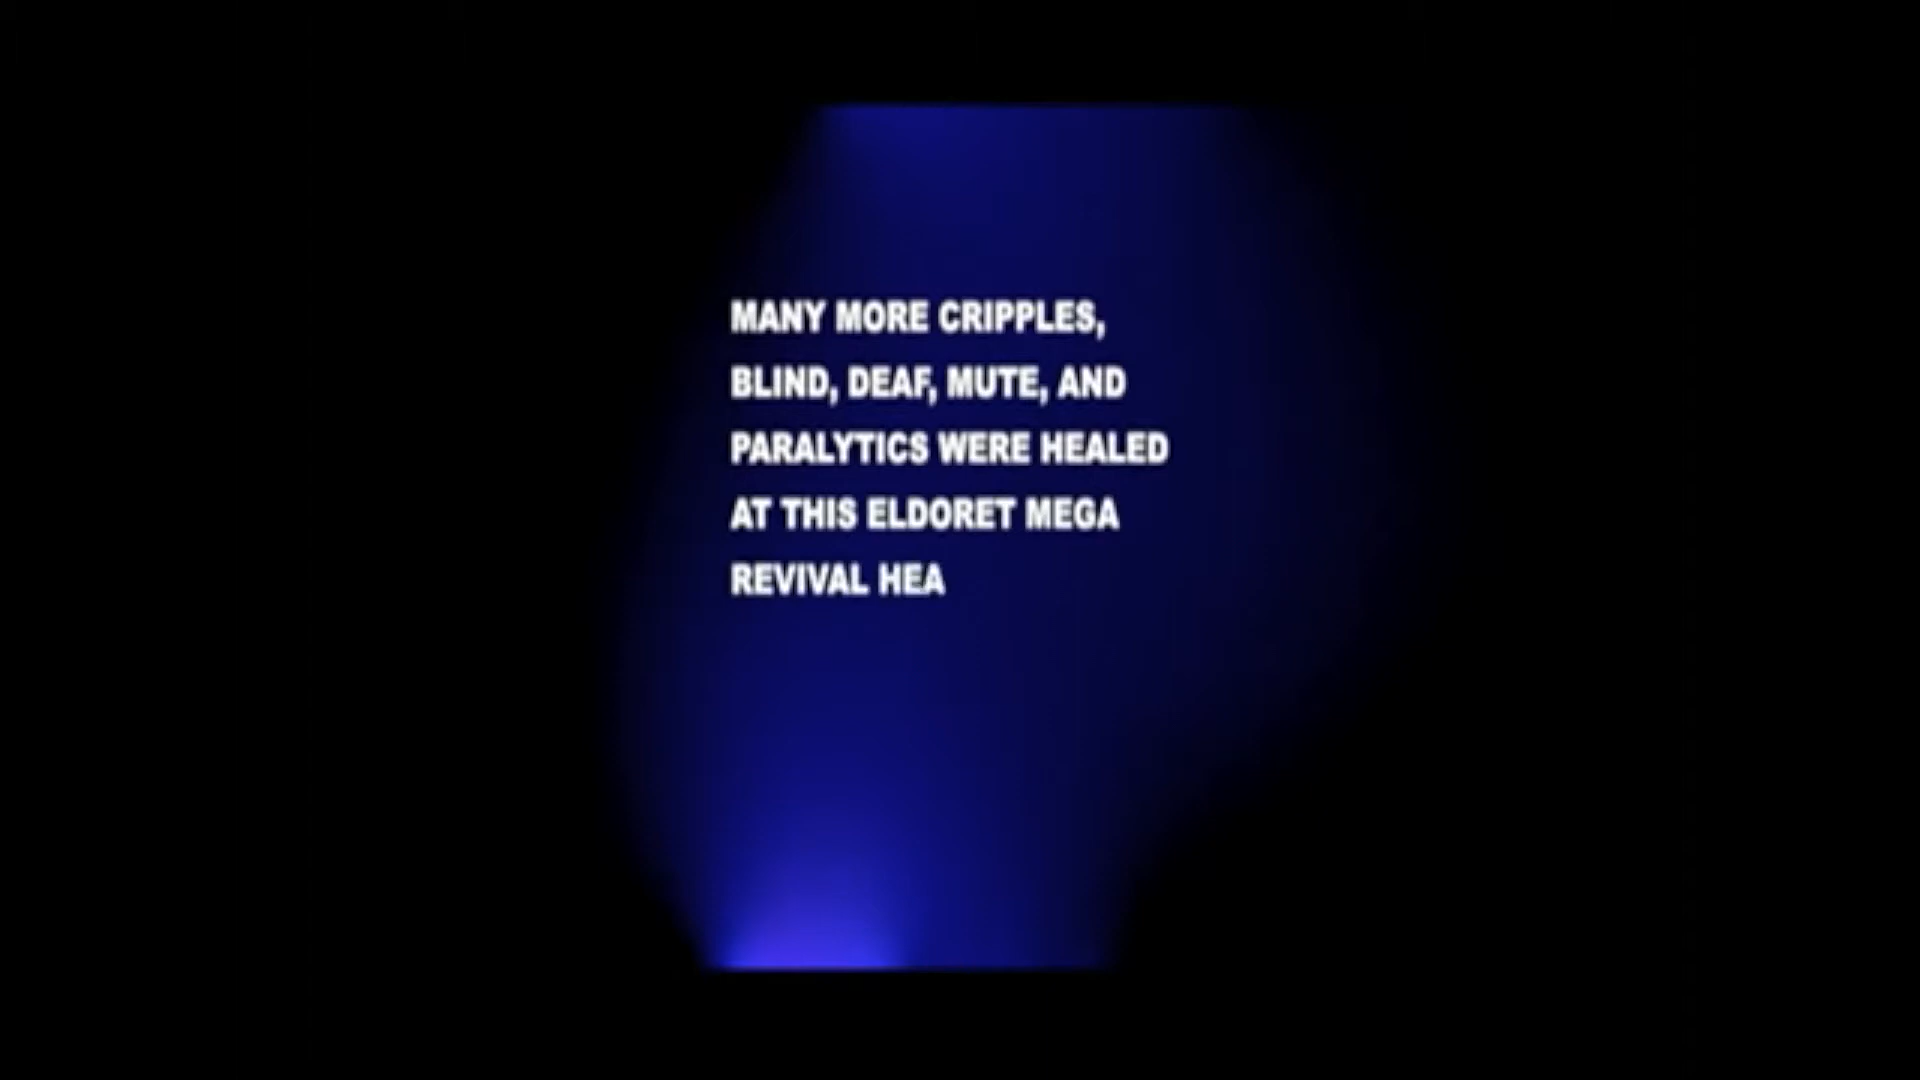 MANY MORE CRIPPLES,
BLIND, DEAF, MUTE, AND
PARALYTICS WERE HEALED
AT THIS ELDORET MEGA
REVIVAL HEA